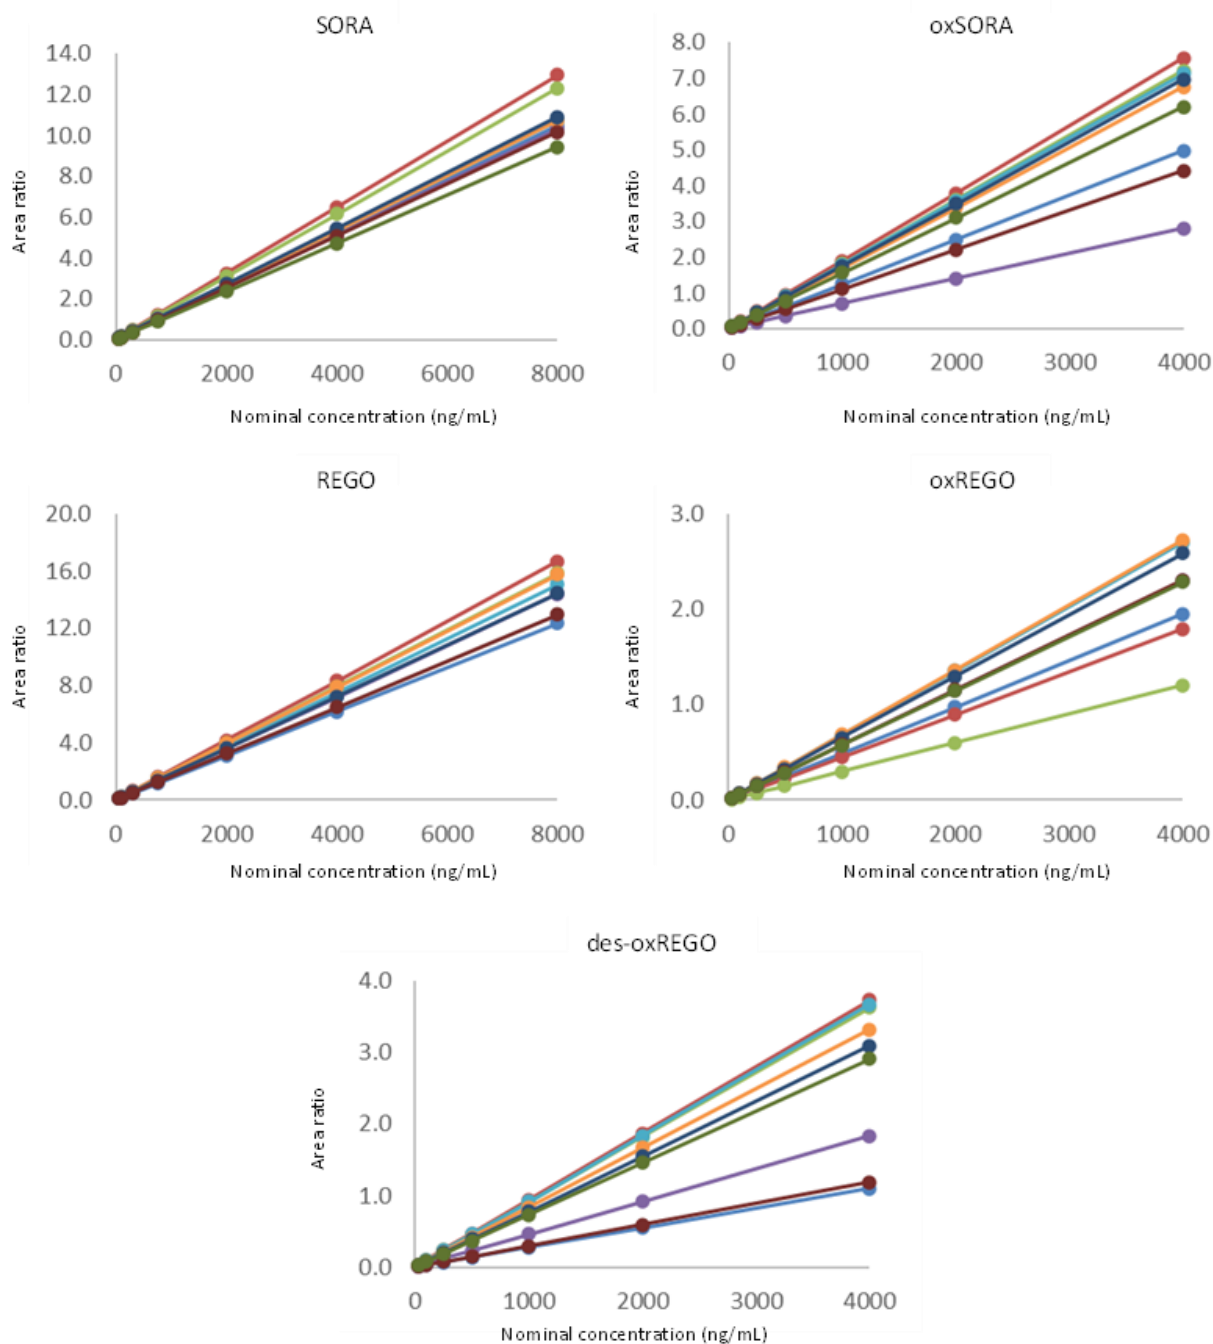 SORA
14.0
12.0
10.0
8.0
6.0
4.0
2.0
0.0
Area ratio
0 2000 4000 6000 8000
Nominal concentration (ng/mL)
oxSORA
8.0
7.0
6.0
5.0
4.0
3.0
2.0
1.0
0.0
Area ratio
0 1000 2000 3000 4000
Nominal concentration (ng/mL)
REGO
20.0
16.0
12.0
8.0
4.0
0.0
Area ratio
0 2000 4000 6000 8000
Nominal concentration (ng/mL)
oxREGO
3.0
2.0
1.0
0.0
Area ratio
0 1000 2000 3000 4000
Nominal concentration (ng/mL)
des-oxREGO
4.0
3.0
2.0
1.0
0.0
Area ratio
0 1000 2000 3000 4000
Nominal concentration (ng/mL)